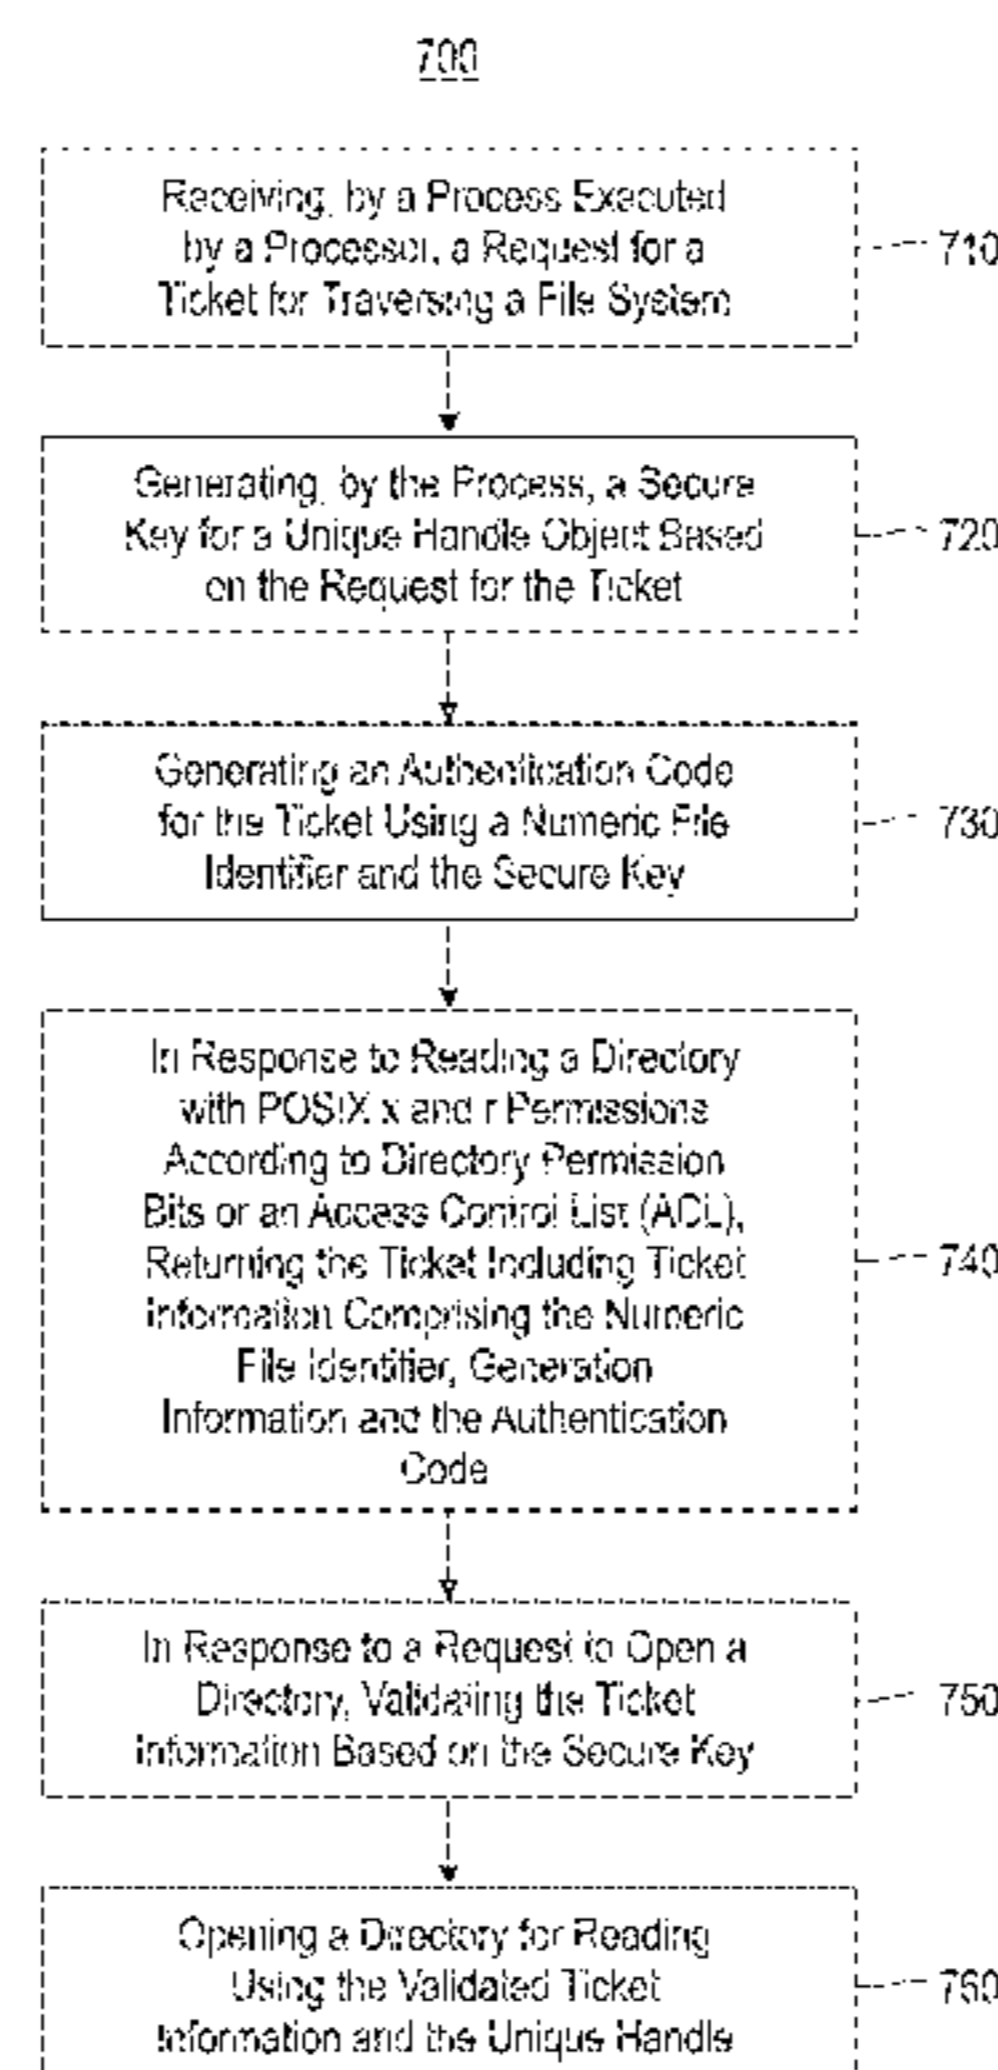 700
Receiving, by a Process Executed
by a Processor, a Request for a
Ticket for Traversing a File System
710
Generating, by the Process, a Secure
Key for a Unique Handle Object Based
on the Request for the Ticket
720
Generating an Authentication Code
for the Ticket Using a Numeric File
Identifier and the Secure Key
730
In Response to Reading a Directory
with POSIX x and r Permissions
According to Directory Permission
Bits or an Access Control List (ACL),
Returning the Ticket Including Ticket
Information Comprising the Numeric
File Identifier, Generation
Information and the Authentication
Code
740
In Response to a Request to Open a
Directory, Validating the Ticket
Information Based on the Secure Key
750
Opening a Directory for Reading
Using the Validated Ticket
Information and the Unique Handle
760